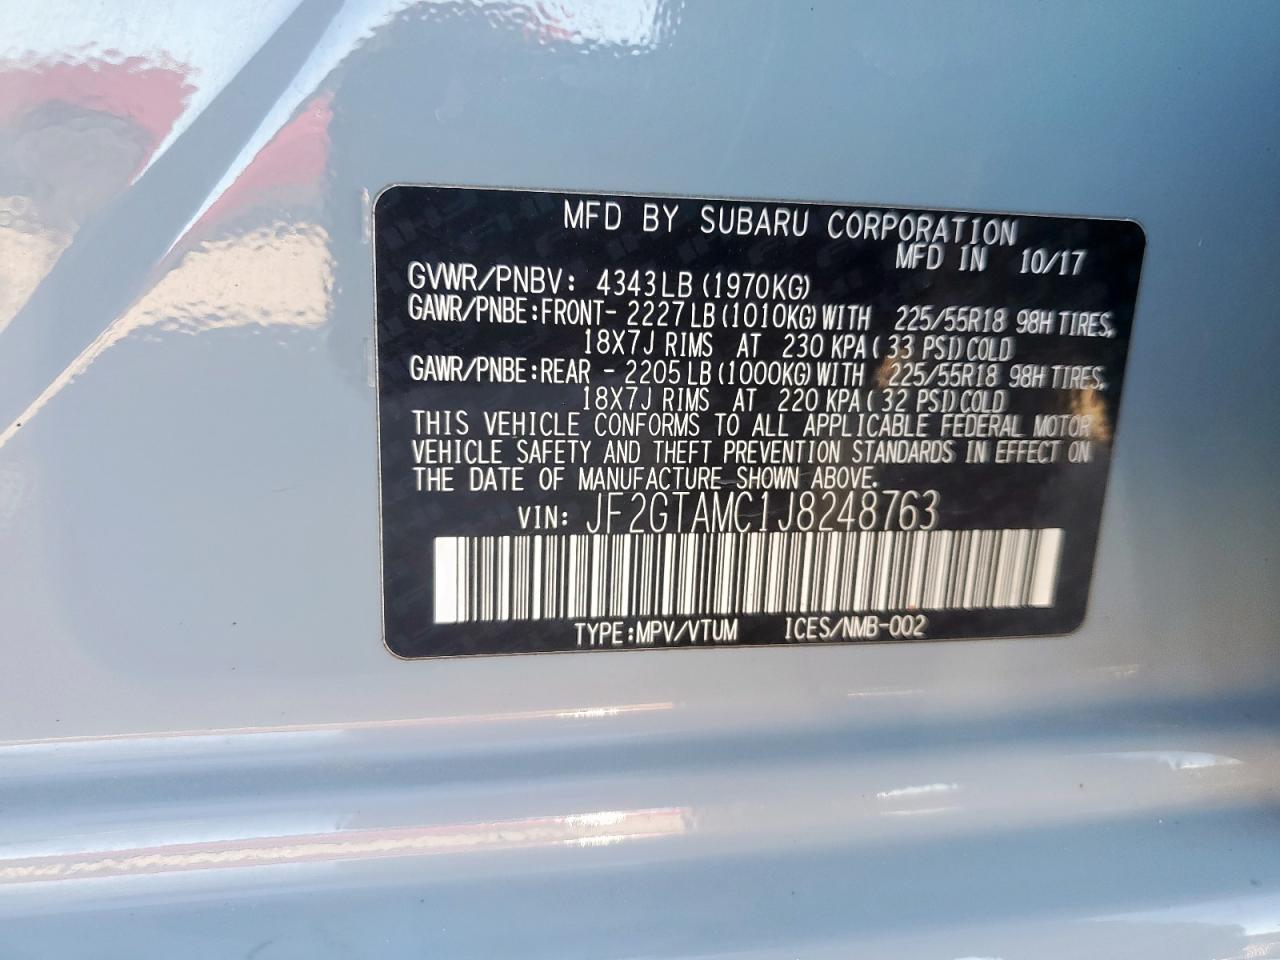 MFD BY SUBARU CORPORATION
MFD IN 10/17
GVWR/PNBV: 4343LB (1970KG)
GAWR/PNBE:FRONT- 2227LB (1010KG) WITH 225/55R18 98H TIRES,
18X7J RIMS AT 230 KPA ( 33 PSI) COLD
GAWR/PNBE:REAR - 2205LB (1000KG) WITH 225/55R18 98H TIRES,
18X7J RIMS AT 220 KPA ( 32 PSI) COLD
THIS VEHICLE CONFORMS TO ALL APPLICABLE FEDERAL MOTOR
VEHICLE SAFETY AND THEFT PREVENTION STANDARDS IN EFFECT ON
THE DATE OF MANUFACTURE SHOWN ABOVE.
VIN: JF2GTAMC1J8248763
TYPE:MPV/VTUM ICES/NMB-002